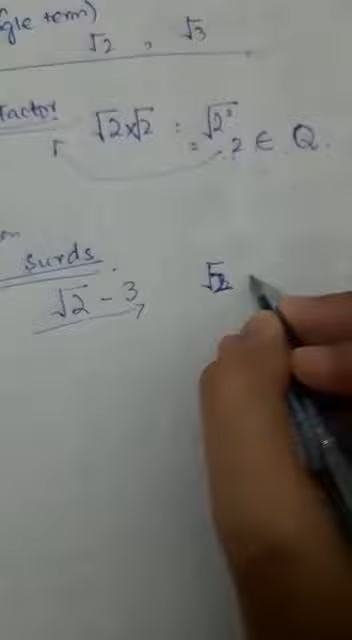 gle term)
√2 , √3
factor
√2×√2 = √2²
= 2 ∈ Q.
surds.
√2 - 3
√2